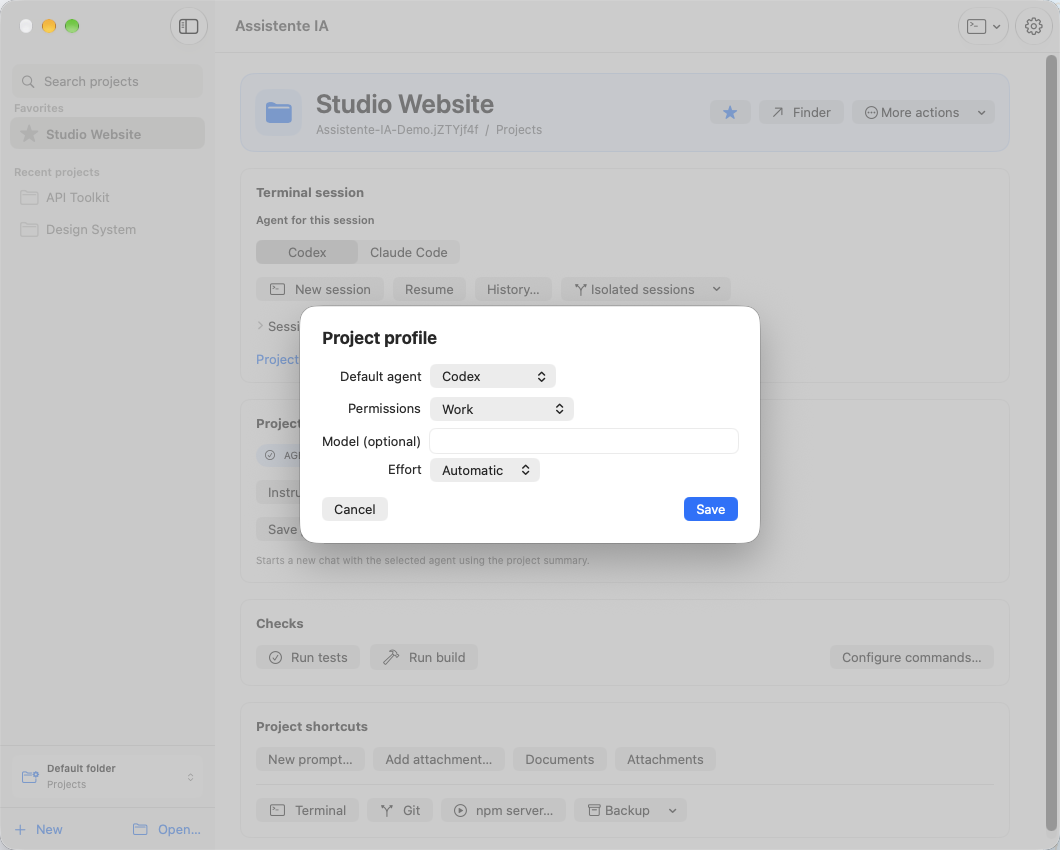 Assistente IA
Search projects
Favorites
Studio Website
Recent projects
API Toolkit
Design System
Default folder
Projects
New
Open...
Studio Website
Assistente-IA-Demo.jZTYjf4f / Projects
Finder
More actions
Terminal session
Agent for this session
Codex
Claude Code
New session
Resume
History...
Isolated sessions
Project profile
Default agent
Codex
Permissions
Work
Model (optional)
Effort
Automatic
Cancel
Save
Project
Save
Starts a new chat with the selected agent using the project summary.
Checks
Run tests
Run build
Configure commands...
Project shortcuts
New prompt...
Add attachment...
Documents
Attachments
Terminal
Git
npm server...
Backup